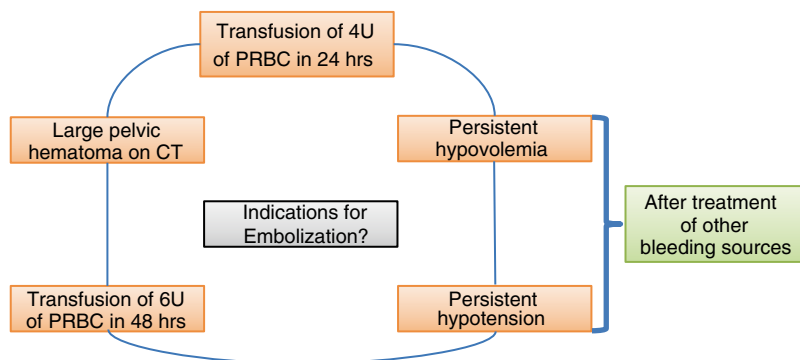 Transfusion of 4U
of PRBC in 24 hrs
Large pelvic
hematoma on CT
Persistent
hypovolemia
Indications for
Embolization?
After treatment
of other
bleeding sources
Transfusion of 6U
of PRBC in 48 hrs
Persistent
hypotension